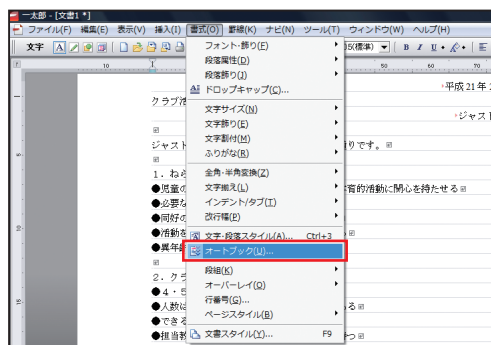 一太郎 - [文書1 *]
ファイル(F) 編集(E) 表示(V) 挿入(I) 書式(O) 罫線(K) ナビ(N) ツール(T) ウィンドウ(W) ヘルプ(H)
文字
フォント・飾り(F)
段落属性(D)
段落飾り(J)
ドロップキャップ(C)...
文字サイズ(N)
文字飾り(E)
文字割付(M)
ふりがな(R)
全角・半角変換(Z)
文字揃え(L)
インデント/タブ(T)
改行幅(P)
文字・段落スタイル(A)... Ctrl+3
オートブック(U)...
段組(K)
オーバーレイ(O)
行番号(G)...
ページスタイル(B)
文書スタイル(Y)... F9
(標準)
B I U
10 50 60 70
平成21年
クラブ活
・ジャスト
ジャスト りです。
1.ねら
●児童の 育的活動に関心を持たせる
●必要な
●同好の
●活動を
●異年
2.クラ
●4・5
●人数は る
●できる
●担当 つ